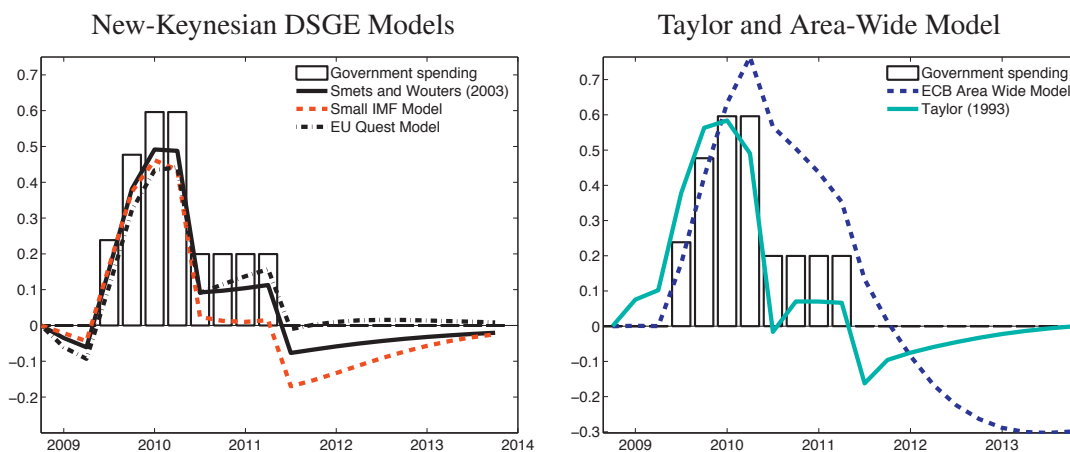 New-Keynesian DSGE Models
0.7
0.6
0.5
0.4
0.3
0.2
0.1
0
−0.1
0.2
Government spending
Smets and Wouters (2003)
Small IMF Model
EU Quest Model
2009 2010 2011 2012 2013 2014
Taylor and Area-Wide Model
0.7
0.6
0.5
0.4
0.3
0.2
0.1
0
−0.1
−0.2
-0.3
Government spending
ECB Area Wide Model
Taylor (1993)
2009 2010 2011 2012 2013